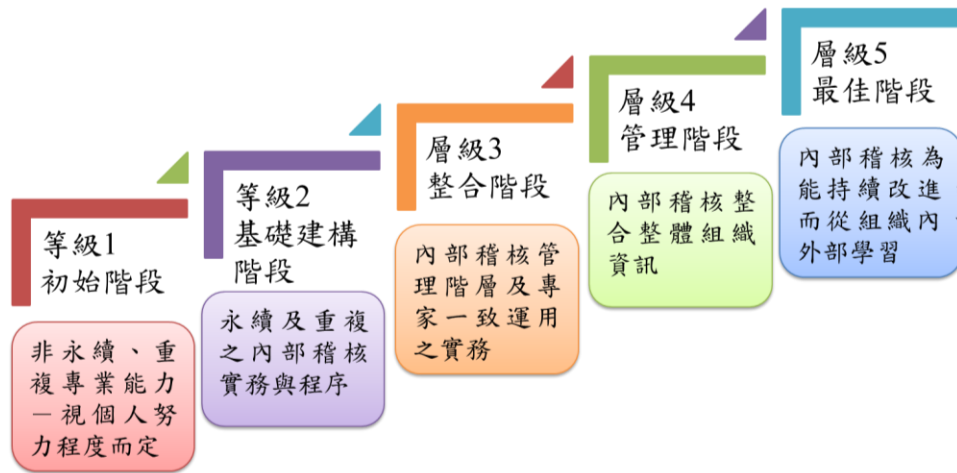 等級1
初始階段
非永續、重
複專業能力
－視個人努
力程度而定
等級2
基礎建構
階段
永續及重複
之內部稽核
實務與程序
層級3
整合階段
內部稽核管
理階層及專
家一致運用
之實務
層級4
管理階段
內部稽核整
合整體組織
資訊
層級5
最佳階段
內部稽核為
能持續改進
而從組織內
外部學習